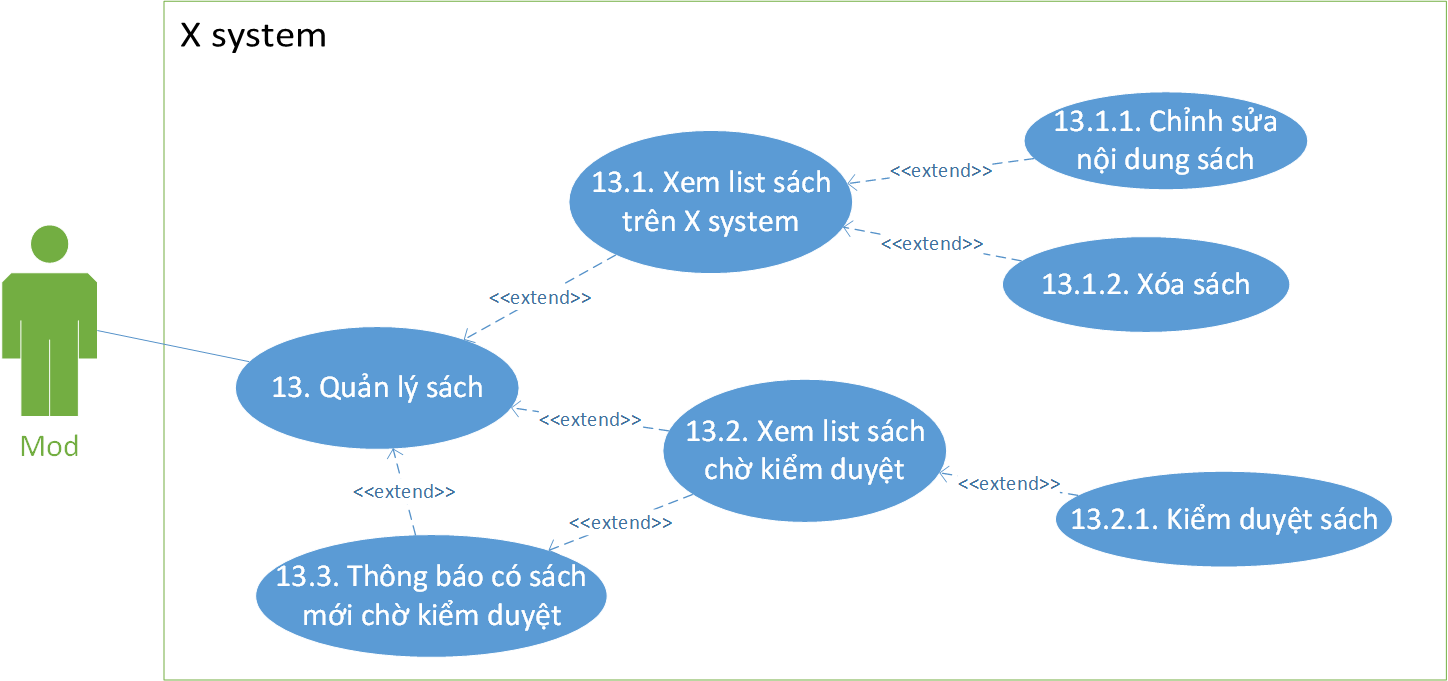 X system
13.1.1. Chỉnh sửa
nội dung sách
<<extend>>
13.1. Xem list sách
trên X system
<<extend>>
13.1.2. Xóa sách
<<extend>>
13. Quản lý sách
<<extend>>
13.2. Xem list sách
chờ kiểm duyệt
Mod
<<extend>>
<<extend>>
<<extend>>
13.2.1. Kiểm duyệt sách
13.3. Thông báo có sách
mới chờ kiểm duyệt